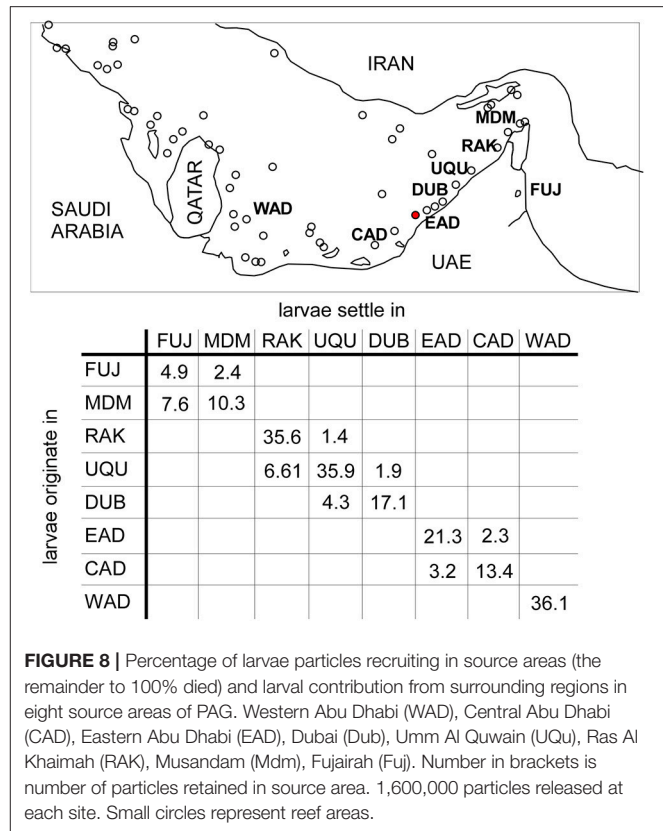 IRAN
MDM
RAK
UQU
QATAR
DUB
FUJ
SAUDI
ARABIA
WAD
CAD
EAD
UAE
larvae settle in
FUJ MDM RAK UQU DUB EAD CAD WAD
larvae originate in
FUJ 4.9 2.4
MDM 7.6 10.3
RAK 35.6 1.4
UQU 6.61 35.9 1.9
DUB 4.3 17.1
EAD 21.3 2.3
CAD 3.2 13.4
WAD 36.1
FIGURE 8 | Percentage of larvae particles recruiting in source areas (the
remainder to 100% died) and larval contribution from surrounding regions in
eight source areas of PAG. Western Abu Dhabi (WAD), Central Abu Dhabi
(CAD), Eastern Abu Dhabi (EAD), Dubai (Dub), Umm Al Quwain (UQu), Ras Al
Khaimah (RAK), Musandam (Mdm), Fujairah (Fuj). Number in brackets is
number of particles retained in source area. 1,600,000 particles released at
each site. Small circles represent reef areas.